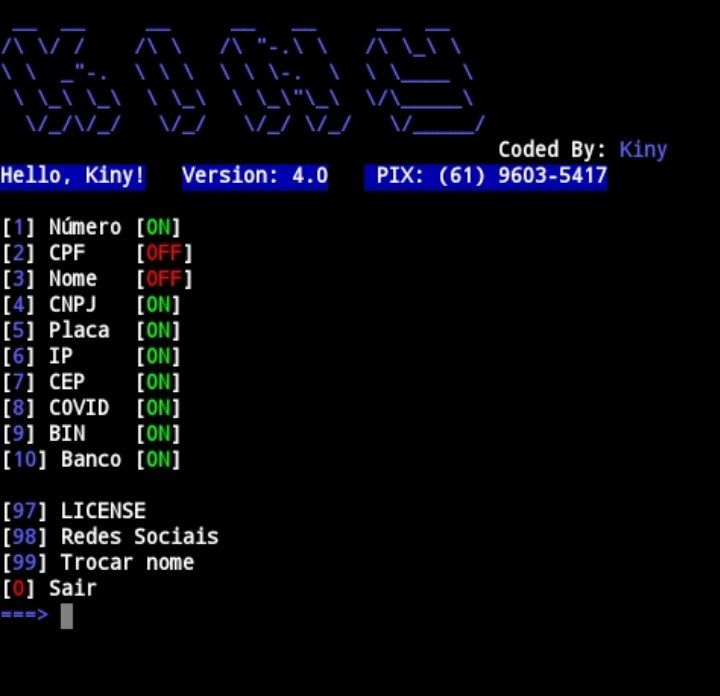 KINY
Coded By: Kiny
Hello, Kiny! Version: 4.0 PIX: (61) 9603-5417
[1] Número [ON]
[2] CPF [OFF]
[3] Nome [OFF]
[4] CNPJ [ON]
[5] Placa [ON]
[6] IP [ON]
[7] CEP [ON]
[8] COVID [ON]
[9] BIN [ON]
[10] Banco [ON]
[97] LICENSE
[98] Redes Sociais
[99] Trocar nome
[0] Sair
===>